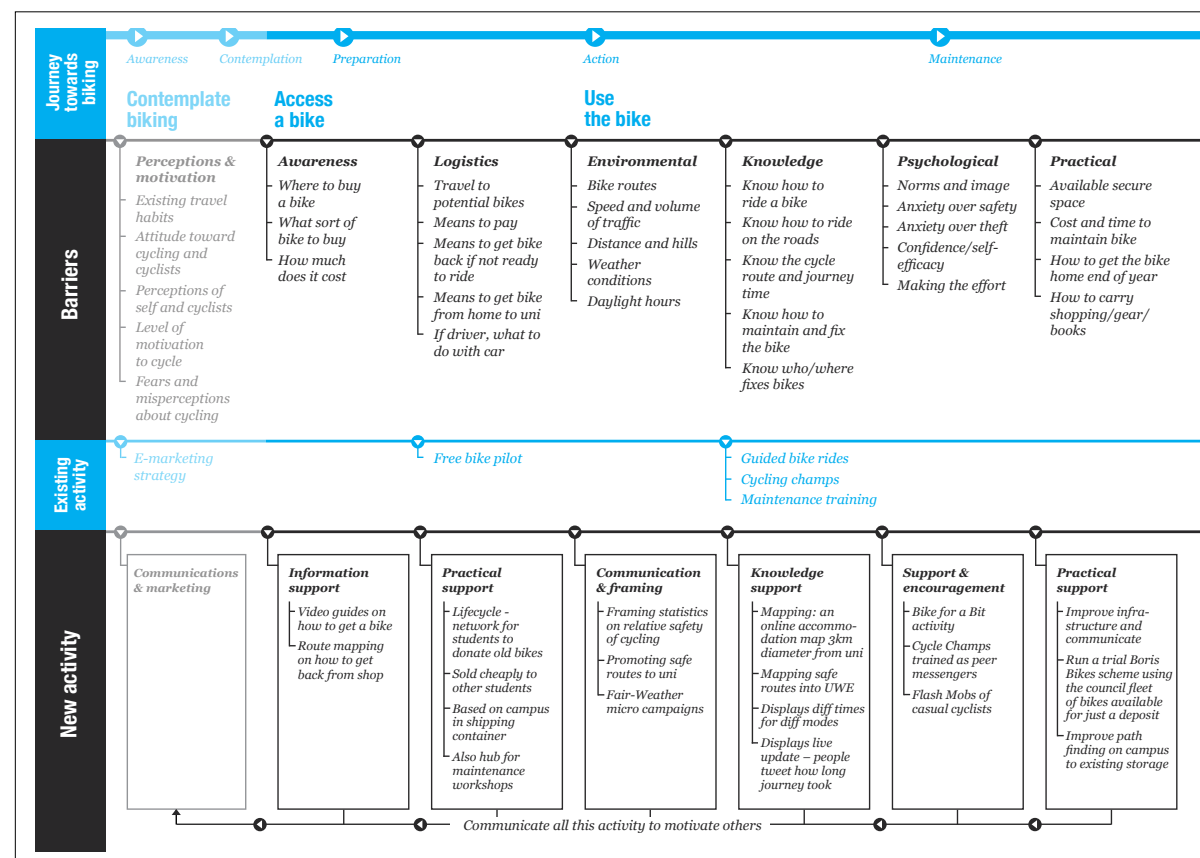 Journey
towards
biking
Awareness
Contemplation
Preparation
Action
Maintenance
Contemplate
biking
Access
a bike
Use
the bike
Barriers
Perceptions &
motivation
Existing travel
habits
Attitude toward
cycling and
cyclists
Perceptions of
self and cyclists
Level of
motivation
to cycle
Fears and
misperceptions
about cycling
Awareness
Where to buy
a bike
What sort of
bike to buy
How much
does it cost
Logistics
Travel to
potential bikes
Means to pay
Means to get bike
back if not ready
to ride
Means to get bike
from home to uni
If driver, what to
do with car
Environmental
Bike routes
Speed and volume
of traffic
Distance and hills
Weather
conditions
Daylight hours
Knowledge
Know how to
ride a bike
Know how to ride
on the roads
Know the cycle
route and journey
time
Know how to
maintain and fix
the bike
Know who/where
fixes bikes
Psychological
Norms and image
Anxiety over safety
Anxiety over theft
Confidence/self-
efficacy
Making the effort
Practical
Available secure
space
Cost and time to
maintain bike
How to get the bike
home end of year
How to carry
shopping/gear/
books
Existing
activity
E-marketing
strategy
Free bike pilot
Guided bike rides
Cycling champs
Maintenance training
New activity
Communications
& marketing
Information
support
Video guides on
how to get a bike
Route mapping
on how to get
back from shop
Practical
support
Lifecycle -
network for
students to
donate old bikes
Sold cheaply to
other students
Based on campus
in shipping
container
Also hub for
maintenance
workshops
Communication
& framing
Framing statistics
on relative safety
of cycling
Promoting safe
routes to uni
Fair-Weather
micro campaigns
Knowledge
support
Mapping: an
online accommo-
dation map 3km
diameter from uni
Mapping safe
routes into UWE
Displays diff times
for diff modes
Displays live
update – people
tweet how long
journey took
Support &
encouragement
Bike for a Bit
activity
Cycle Champs
trained as peer
messengers
Flash Mobs of
casual cyclists
Practical
support
Improve infra-
structure and
communicate
Run a trial Boris
Bikes scheme using
the council fleet
of bikes available
for just a deposit
Improve path
finding on campus
to existing storage
Communicate all this activity to motivate others